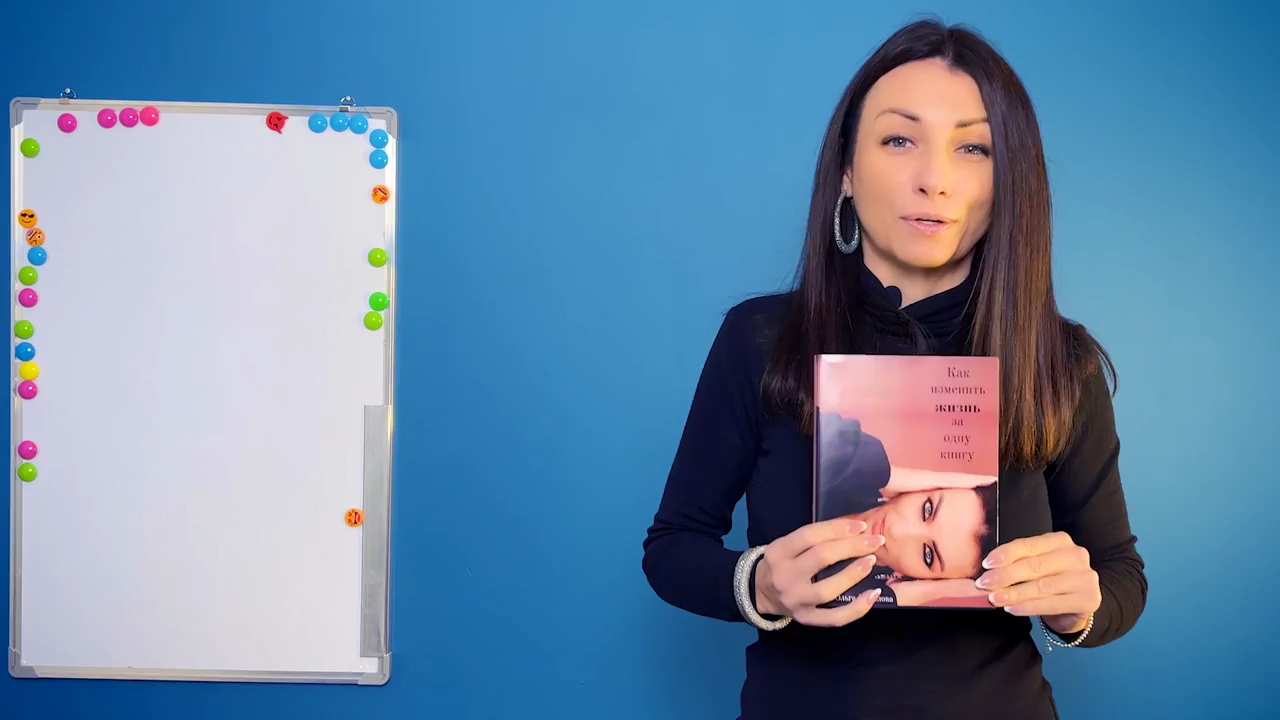 Как
изменить
жизнь
за
одну
книгу